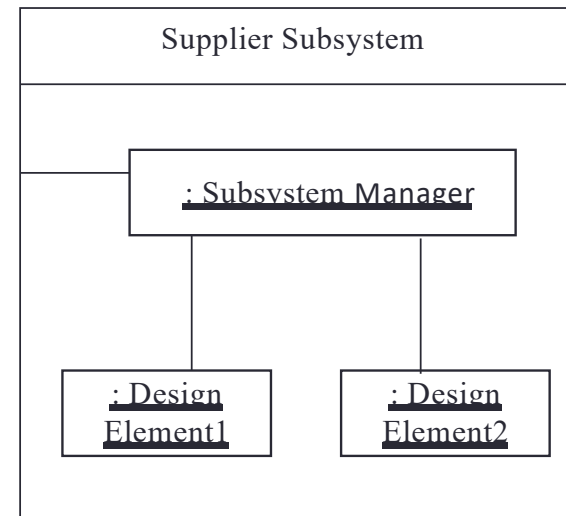 Supplier Subsystem
: Subsystem Manager
: Design
Element1
: Design
Element2